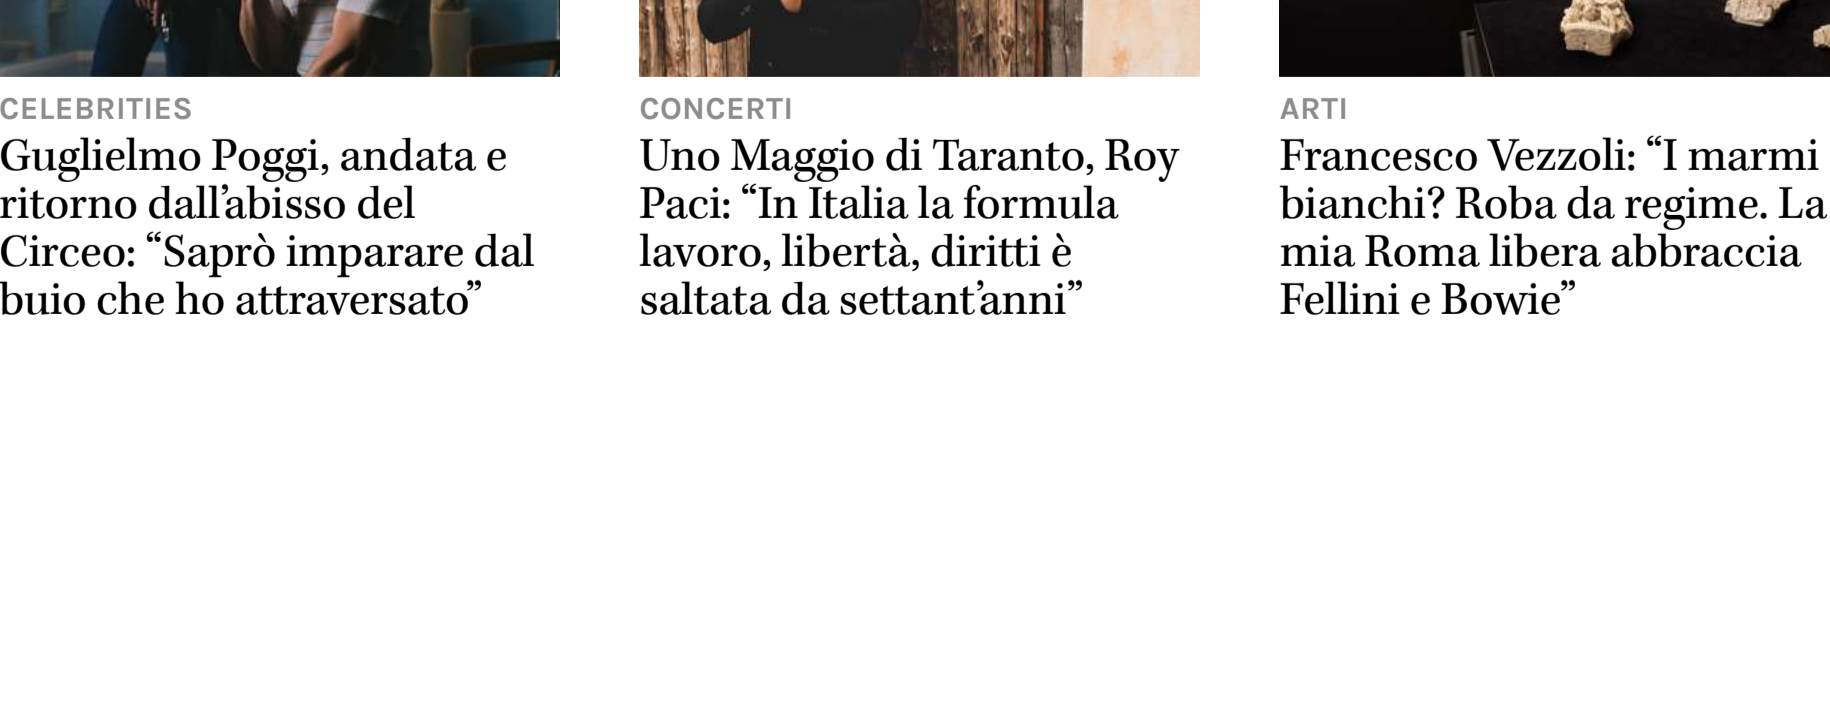 CELEBRITIES
Guglielmo Poggi, andata e
ritorno dall’abisso del
Circeo: “Saprò imparare dal
buio che ho attraversato”
CONCERTI
Uno Maggio di Taranto, Roy
Paci: “In Italia la formula
lavoro, libertà, diritti è
saltata da settant’anni”
ARTI
Francesco Vezzoli: “I marmi
bianchi? Roba da regime. La
mia Roma libera abbraccia
Fellini e Bowie”